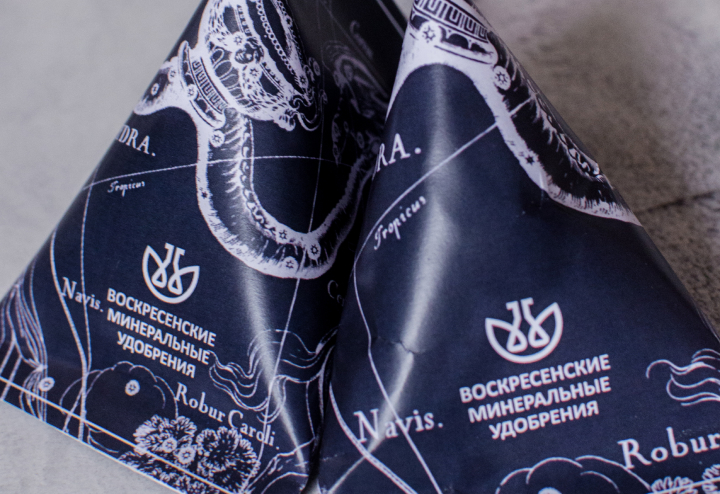 DRA.
Tropicus
Navis.
ВОСКРЕСЕНСКИЕ
МИНЕРАЛЬНЫЕ
УДОБРЕНИЯ
Robur Caroli
RA.
Tropicus
Navis.
ВОСКРЕСЕНСКИЕ
МИНЕРАЛЬНЫЕ
УДОБРЕНИЯ
Robur